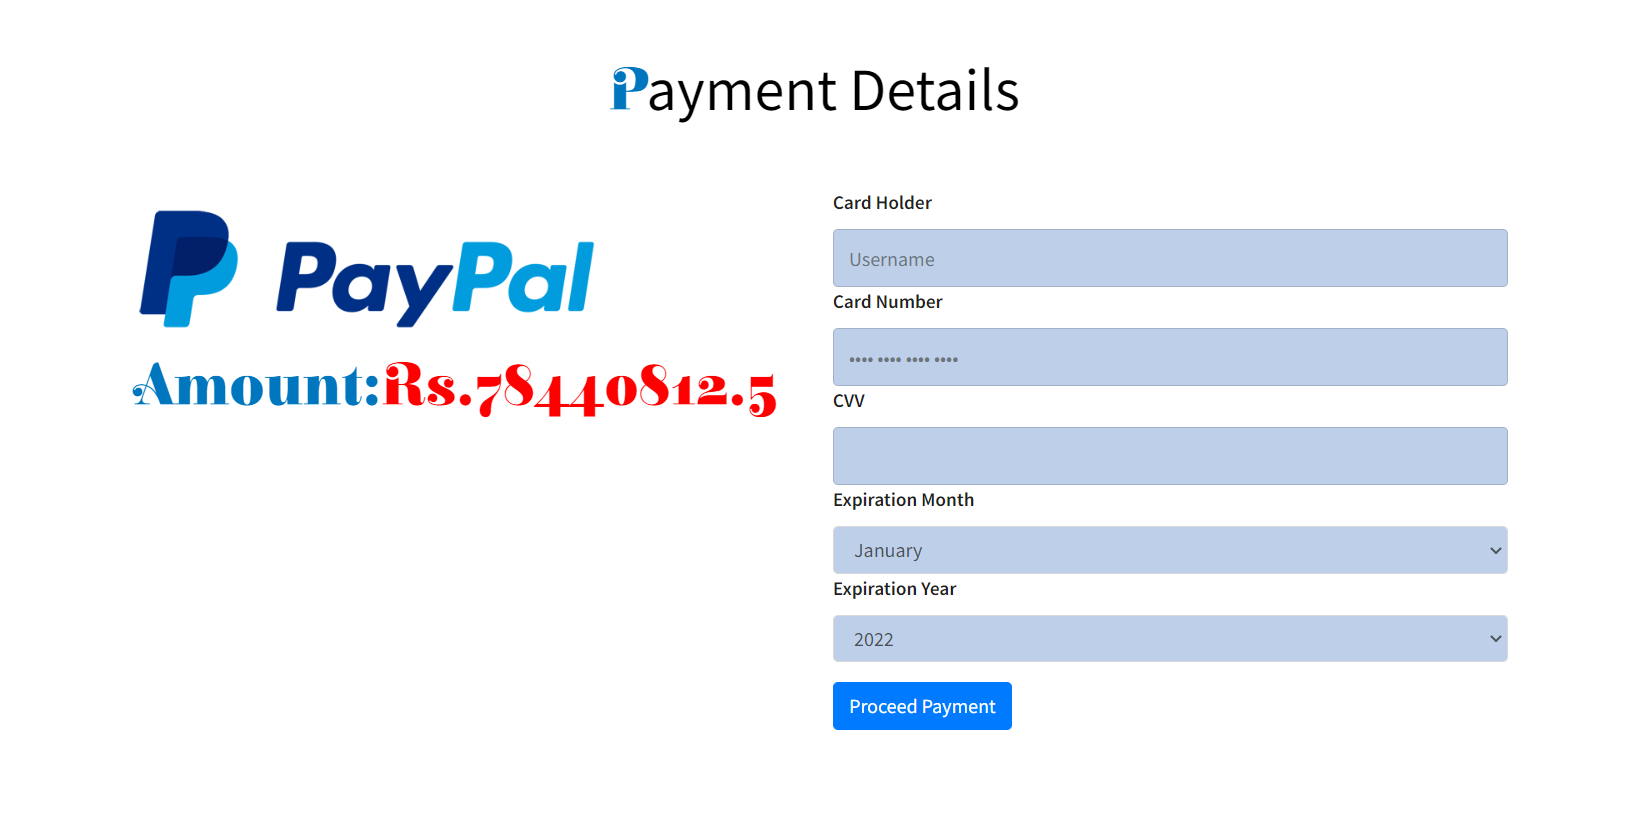 Payment Details
PayPal
Amount:Rs.78440812.5
Card Holder
Username
Card Number
•••• •••• •••• ••••
CVV
Expiration Month
January
Expiration Year
2022
Proceed Payment